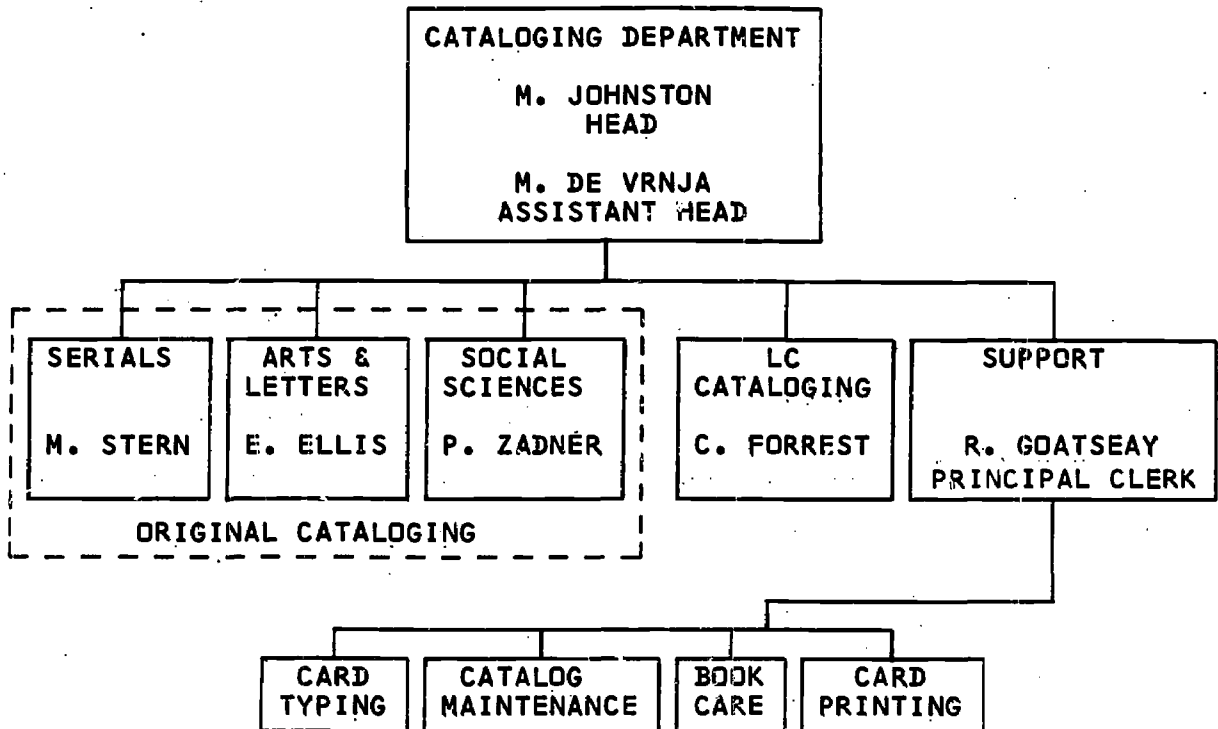 CATALOGING DEPARTMENT
M. JOHNSTON
HEAD
M. DE VRNJA
ASSISTANT HEAD
SERIALS
M. STERN
ARTS &
LETTERS
E. ELLIS
SOCIAL
SCIENCES
P. ZADNER
LC
CATALOGING
C. FORREST
SUPPORT
R. GOATSEAY
PRINCIPAL CLERK
ORIGINAL CATALOGING
CARD
TYPING
CATALOG
MAINTENANCE
BOOK
CARE
CARD
PRINTING